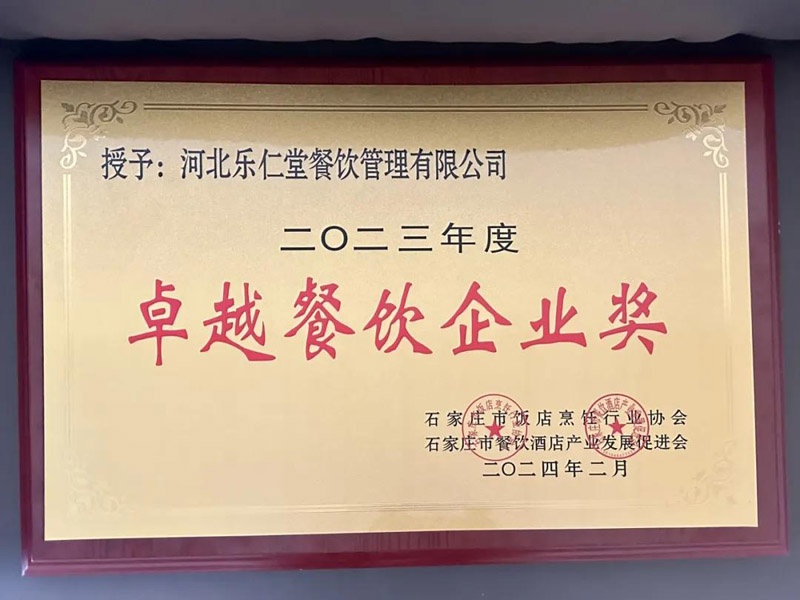 授予：河北乐仁堂餐饮管理有限公司
二〇二三年度
卓越餐饮企业奖
石家庄市饭店烹饪行业协会
石家庄市餐饮酒店产业发展促进会
二〇二四年二月